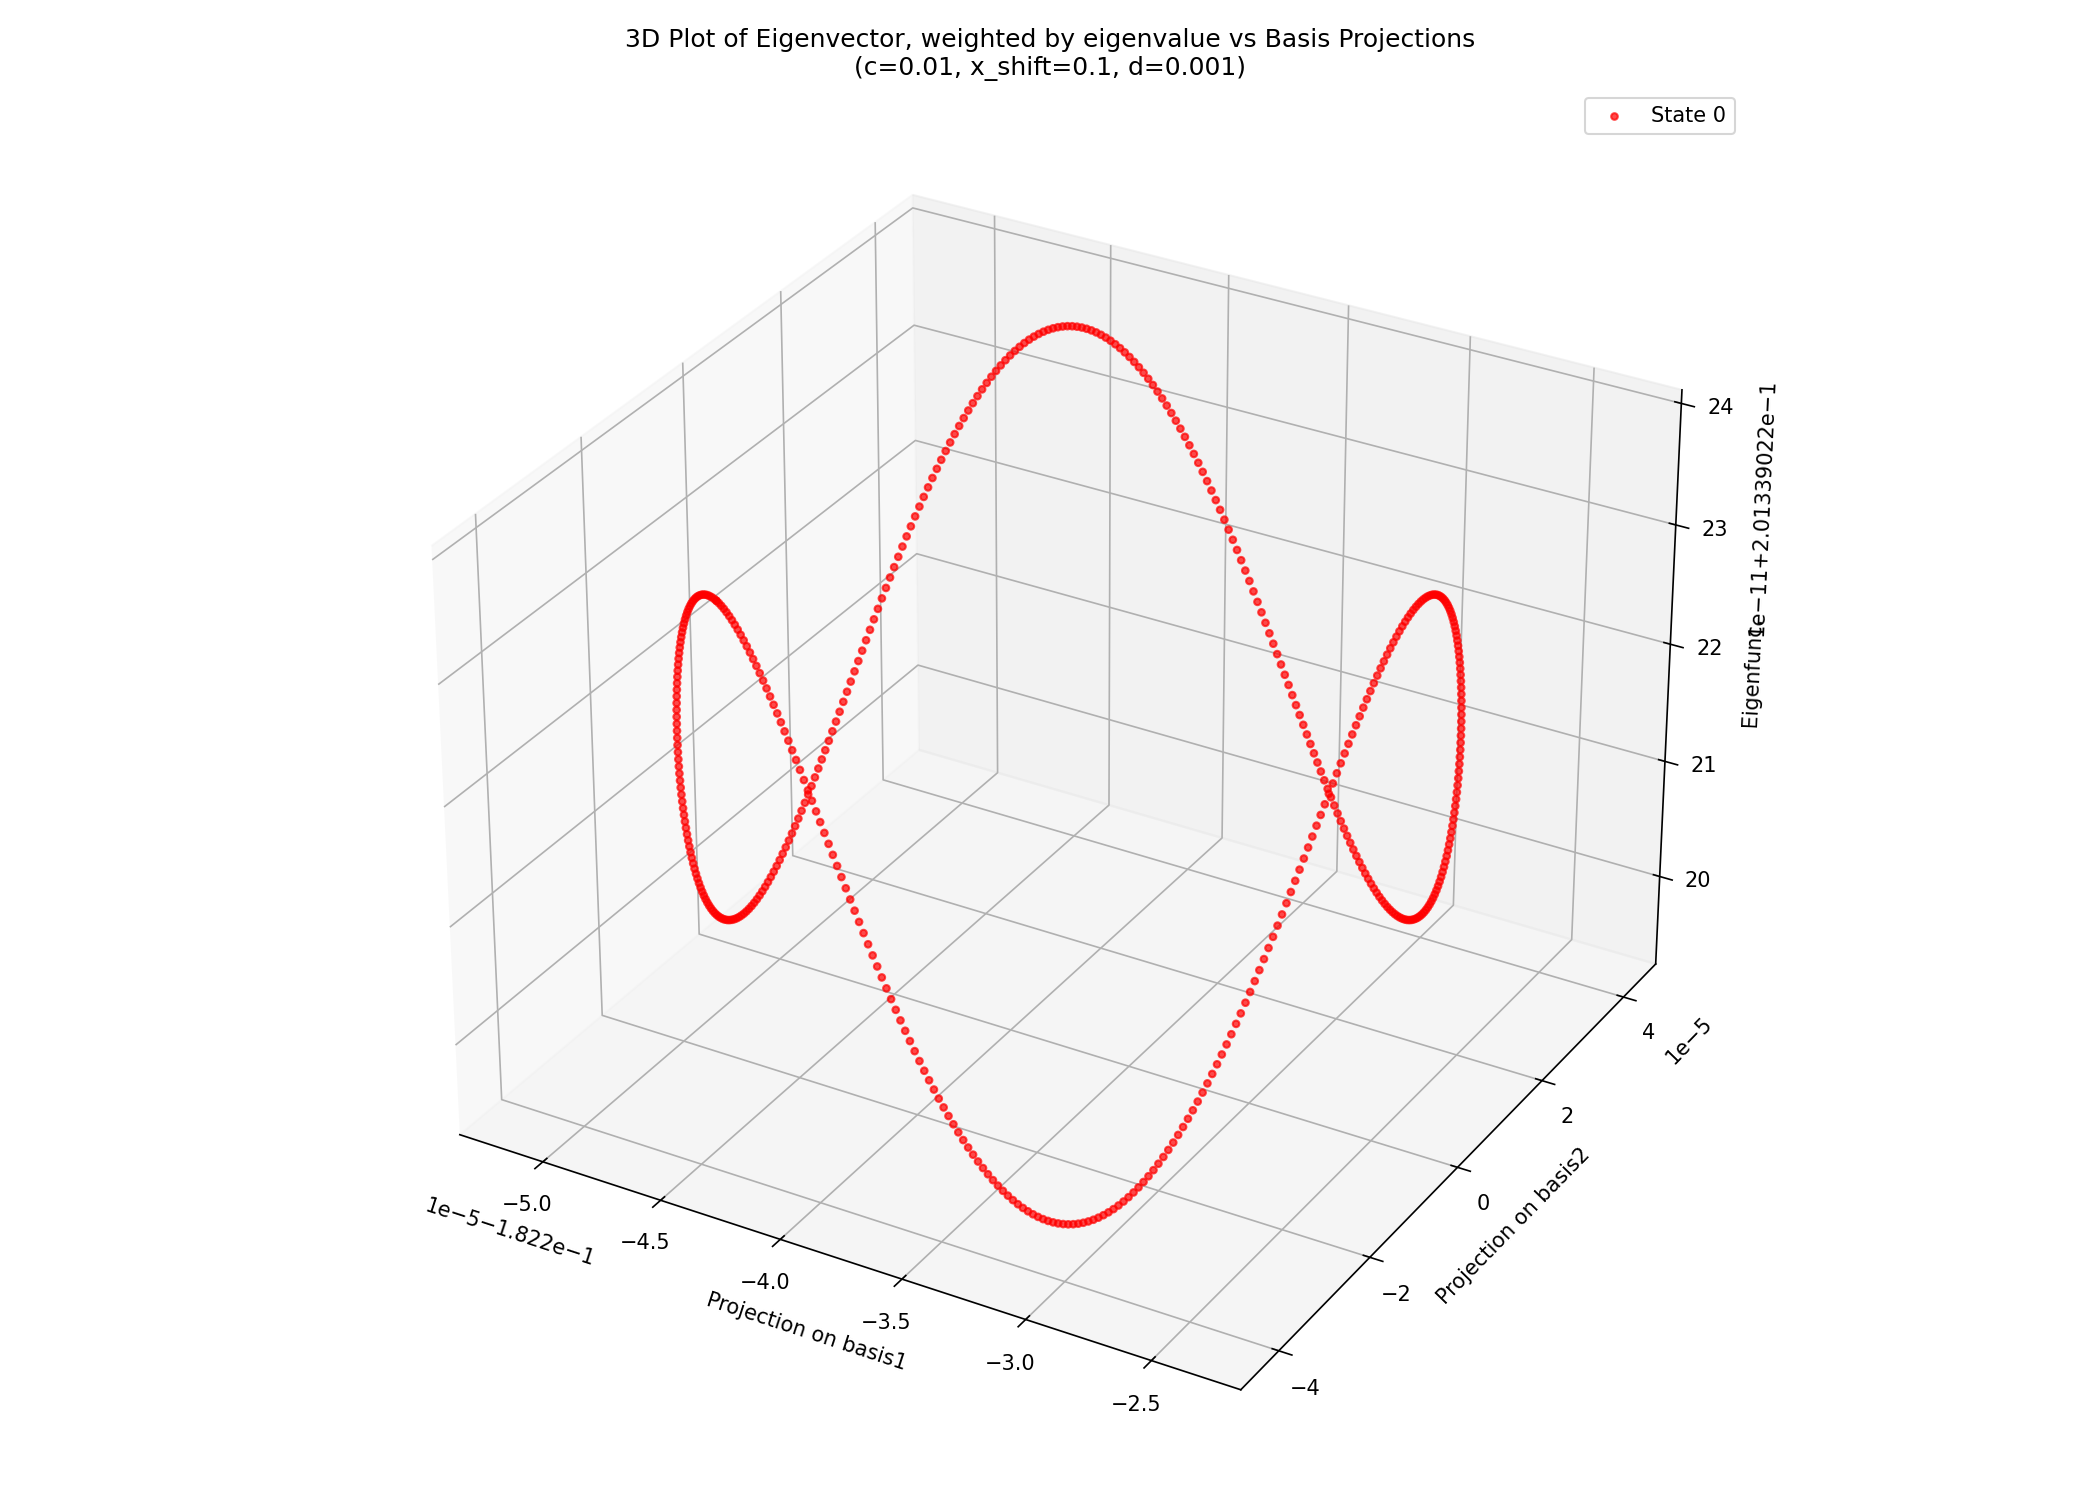 3D Plot of Eigenvector, weighted by eigenvalue vs Basis Projections
(c=0.01, x_shift=0.1, d=0.001)
State 0
24
23
22
21
20
1e−11+2.01339022e−1
Eigenfunc
4
2
0
−2
−4
1e−5
Projection on basis2
−5.0
−4.5
−4.0
−3.5
−3.0
−2.5
1e−5−1.822e−1
Projection on basis1